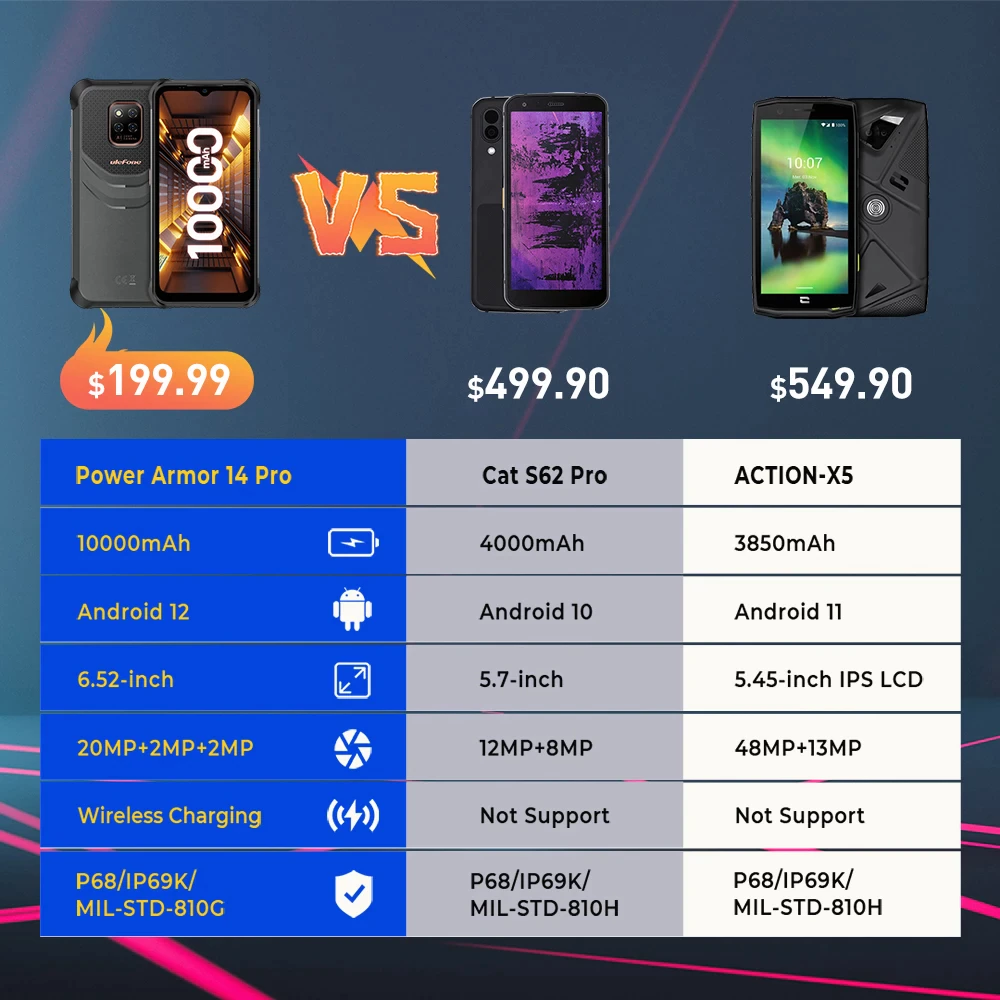 ulefone
10000
mAh
VS
10:07
100%
$199.99
$499.90
$549.90
Power Armor 14 Pro
Cat S62 Pro
ACTION-X5
10000mAh
4000mAh
3850mAh
Android 12
Android 10
Android 11
6.52-inch
5.7-inch
5.45-inch IPS LCD
20MP+2MP+2MP
12MP+8MP
48MP+13MP
Wireless Charging
Not Support
Not Support
P68/IP69K/
MIL-STD-810G
P68/IP69K/
MIL-STD-810H
P68/IP69K/
MIL-STD-810H